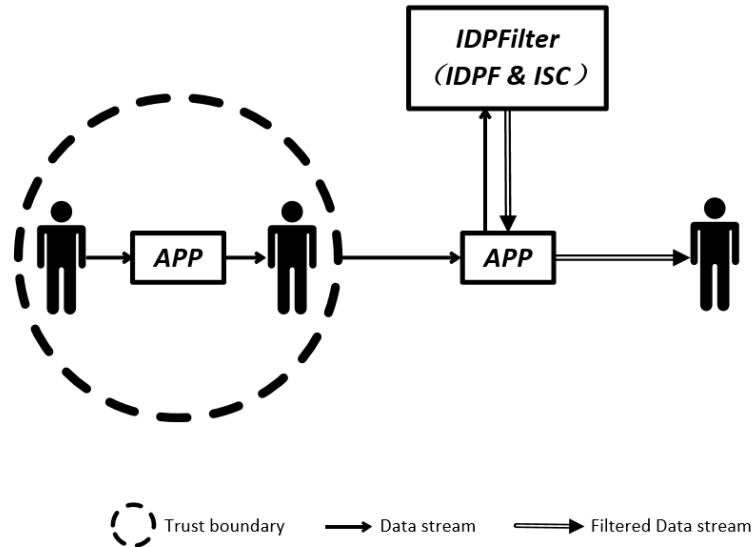 IDPFilter
（IDPF & ISC）
APP
APP
Trust boundary
Data stream
Filtered Data stream